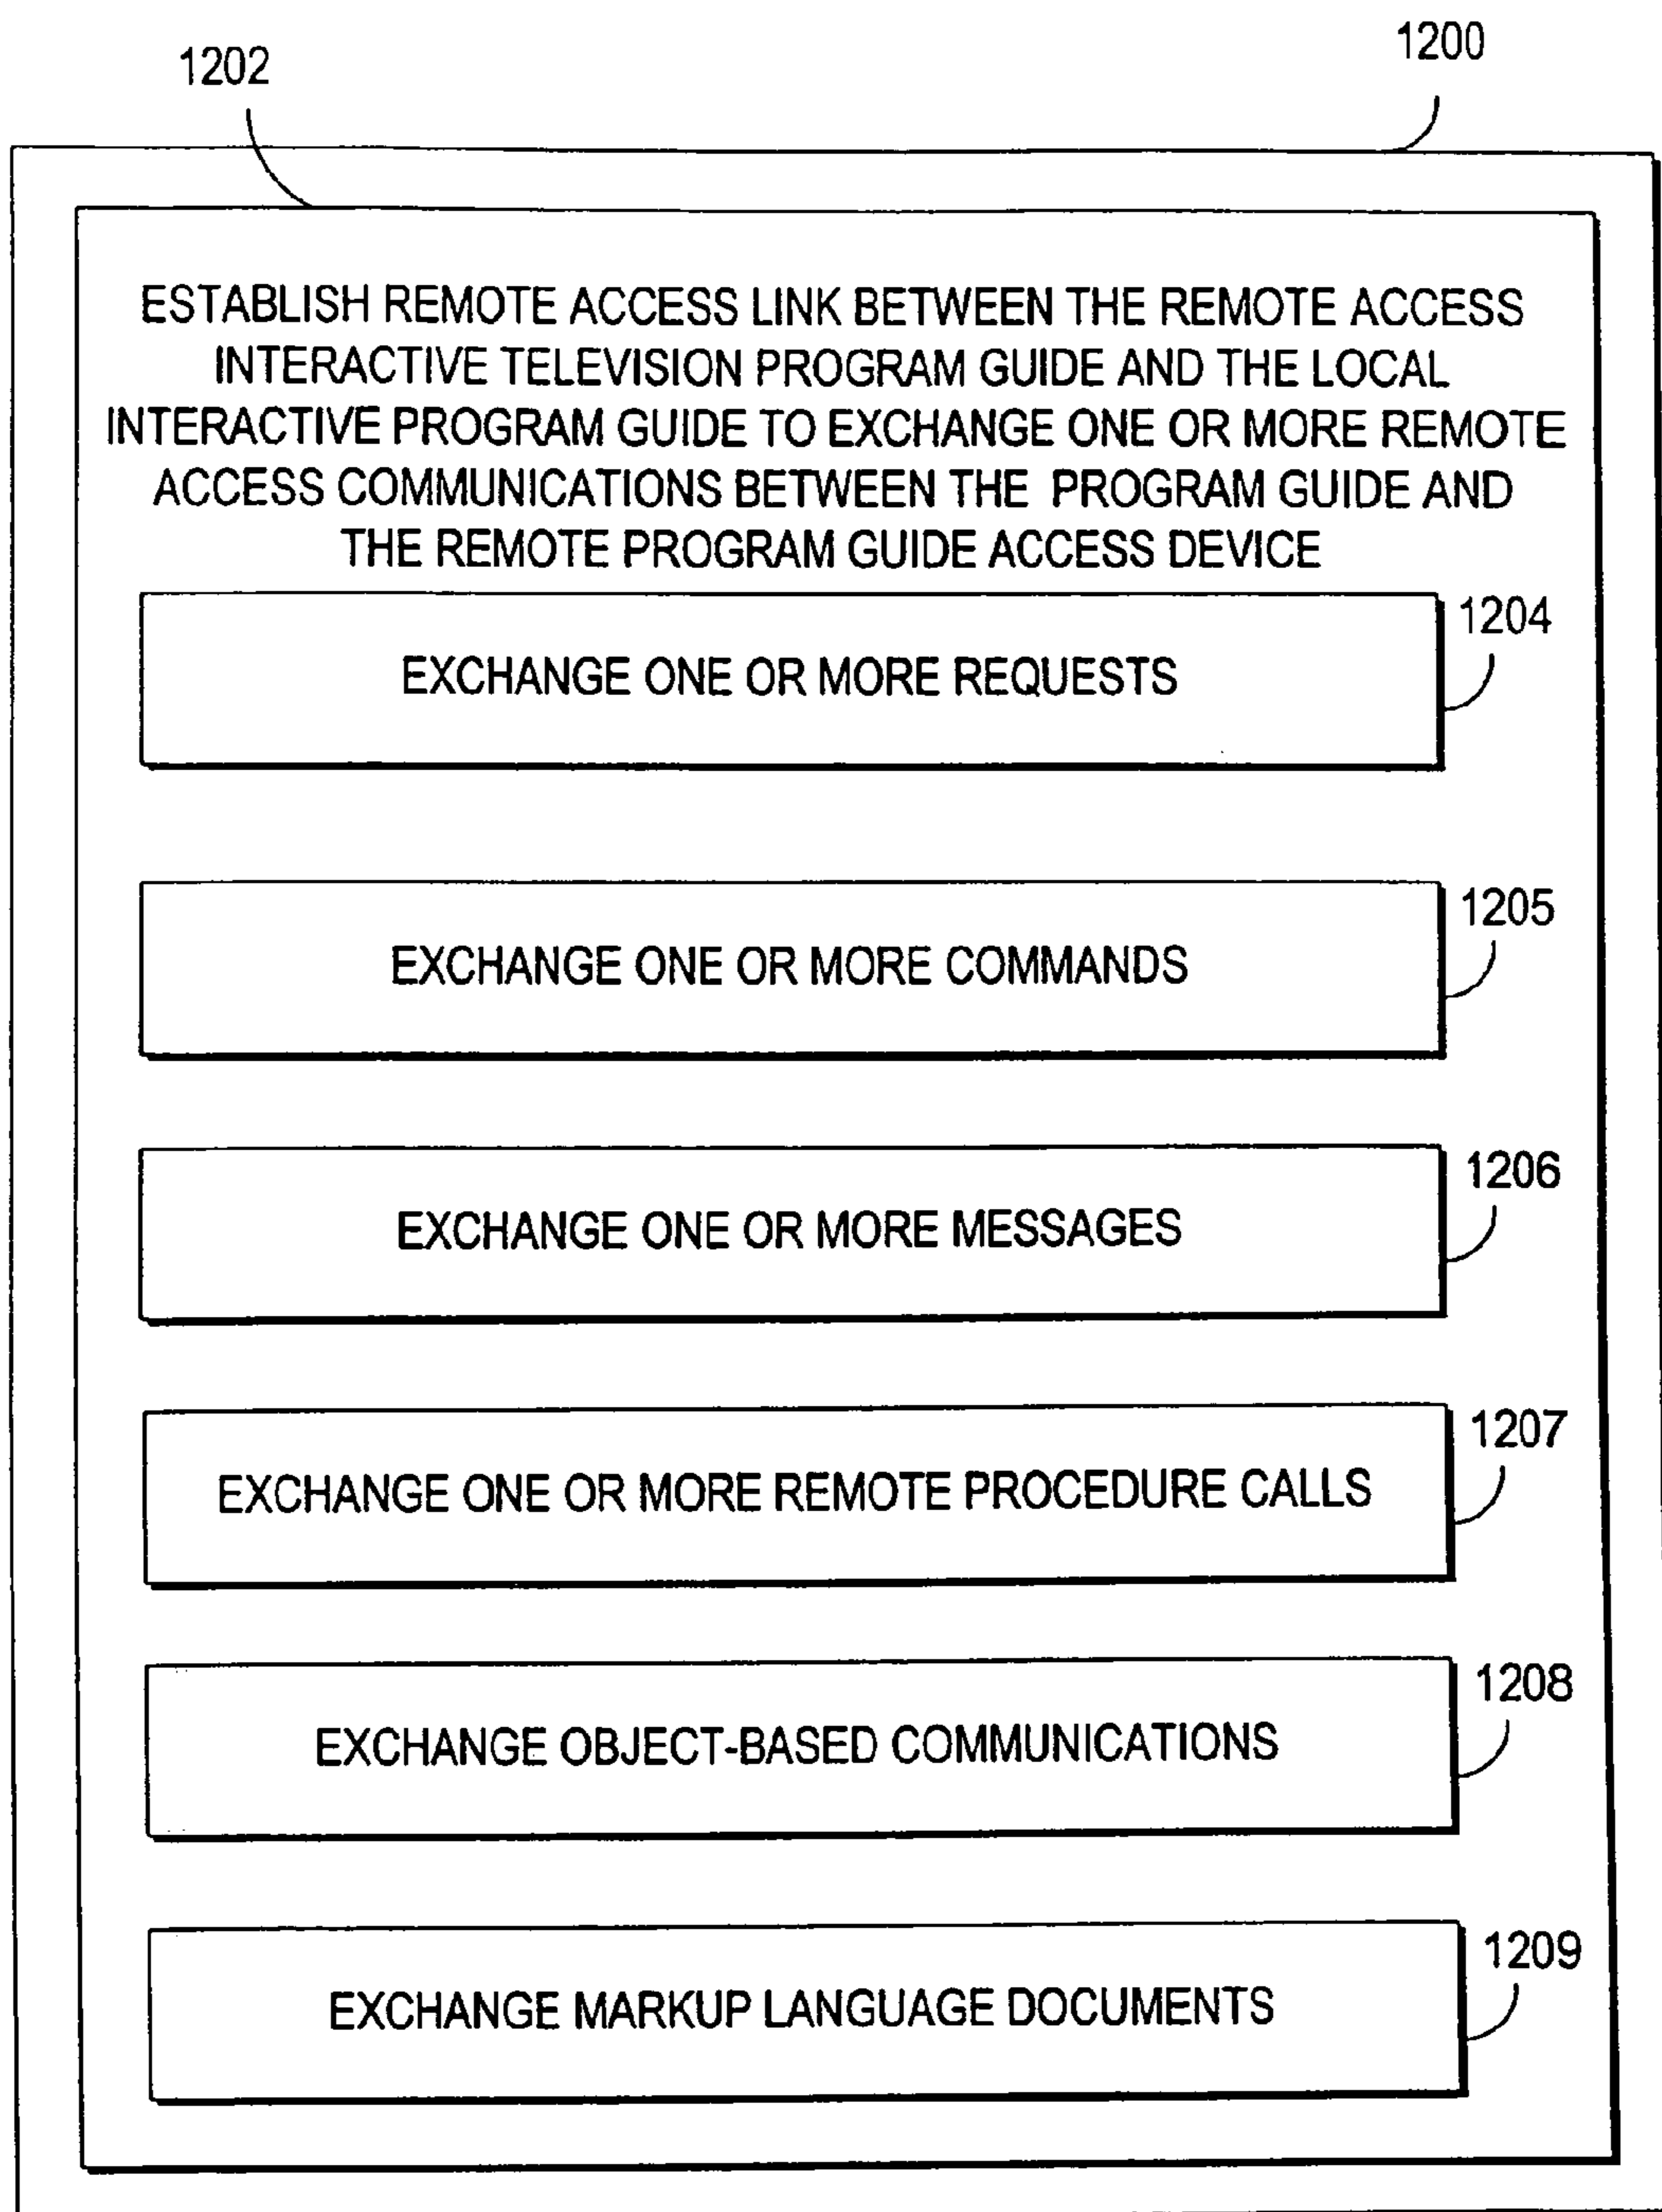 1202
1200
ESTABLISH REMOTE ACCESS LINK BETWEEN THE REMOTE ACCESS
INTERACTIVE TELEVISION PROGRAM GUIDE AND THE LOCAL
INTERACTIVE PROGRAM GUIDE TO EXCHANGE ONE OR MORE REMOTE
ACCESS COMMUNICATIONS BETWEEN THE PROGRAM GUIDE AND
THE REMOTE PROGRAM GUIDE ACCESS DEVICE
1204
EXCHANGE ONE OR MORE REQUESTS
1205
EXCHANGE ONE OR MORE COMMANDS
1206
EXCHANGE ONE OR MORE MESSAGES
1207
EXCHANGE ONE OR MORE REMOTE PROCEDURE CALLS
1208
EXCHANGE OBJECT-BASED COMMUNICATIONS
1209
EXCHANGE MARKUP LANGUAGE DOCUMENTS